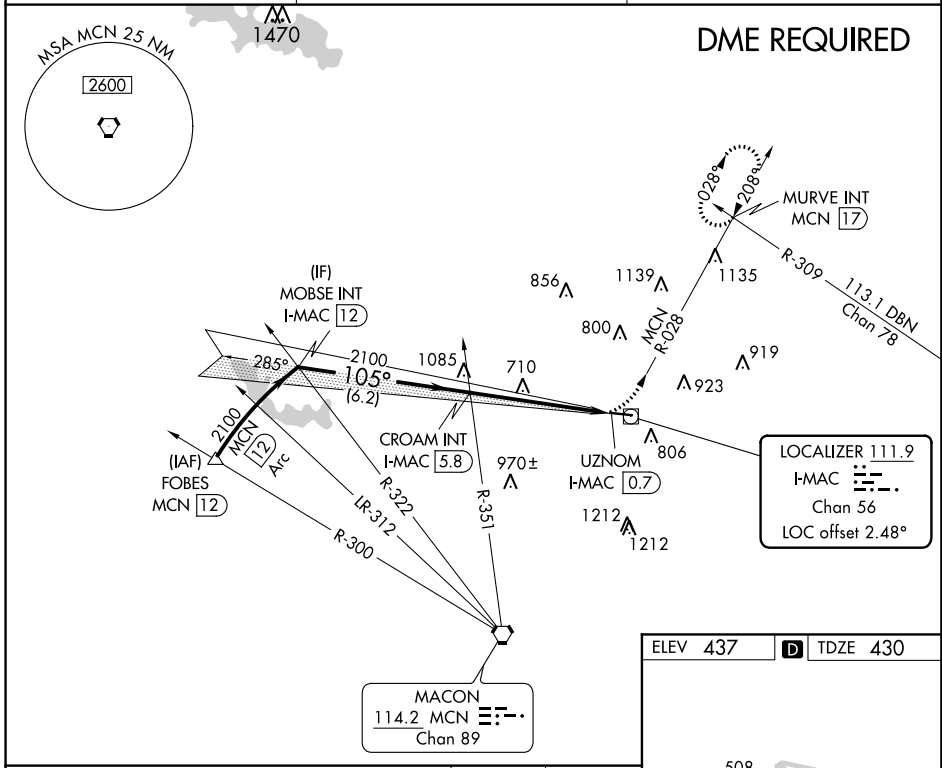 1470
DME REQUIRED
MSA MCN 25 NM
2600
028°
208°
MURVE INT
MCN 17
R-309
113.1 DBN
Chan 78
856
1139
1135
MCN
R-028
800
919
923
(IF)
MOBSE INT
I-MAC 12
285°
2100
105°
(6.2)
1085
710
2100
MCN
12
Arc
(IAF)
FOBES
MCN 12
CROAM INT
I-MAC 5.8
970±
UZNOM
I-MAC 0.7
806
LOCALIZER 111.9
I-MAC
Chan 56
LOC offset 2.48°
R-322
LR-312
R-300
R-351
1212
1212
MACON
114.2 MCN
Chan 89
ELEV 437 D TDZE 430
508